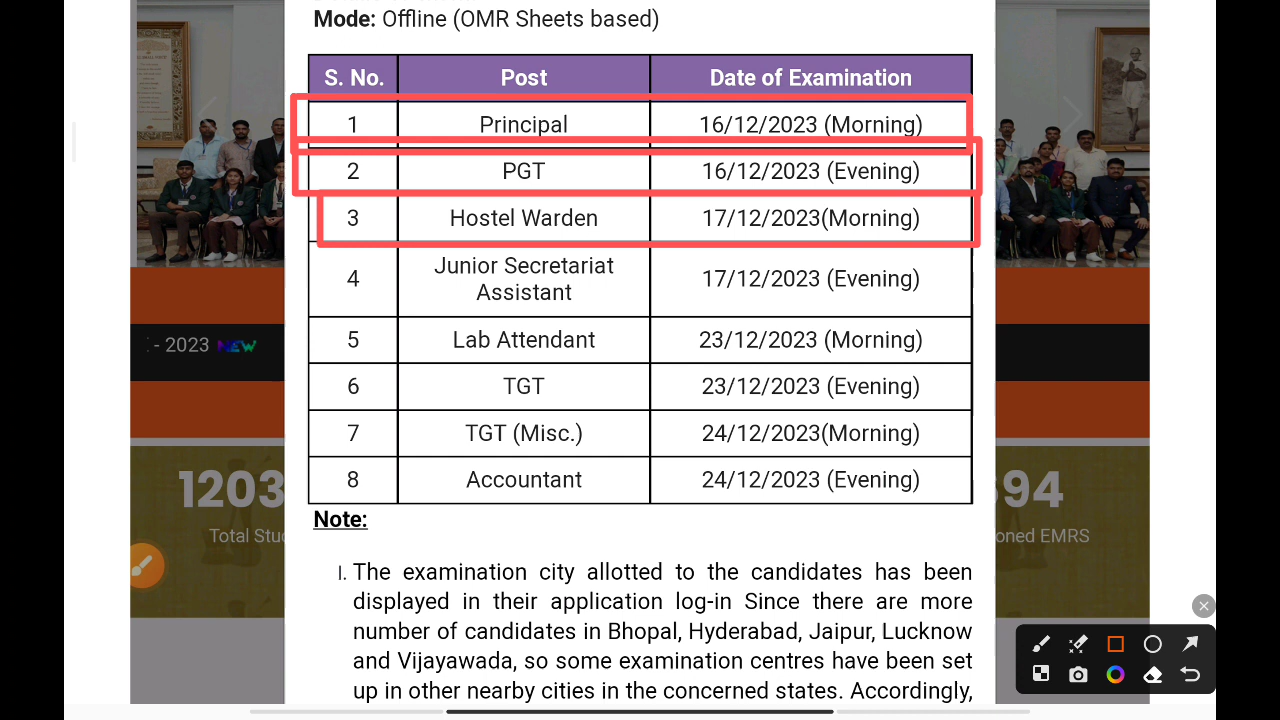 Mode: Offline (OMR Sheets based)
S. No. Post Date of Examination
1 Principal 16/12/2023 (Morning)
2 PGT 16/12/2023 (Evening)
3 Hostel Warden 17/12/2023(Morning)
4 Junior Secretariat Assistant 17/12/2023 (Evening)
5 Lab Attendant 23/12/2023 (Morning)
6 TGT 23/12/2023 (Evening)
7 TGT (Misc.) 24/12/2023(Morning)
8 Accountant 24/12/2023 (Evening)
- 2023 NEW
1203
394
Total Stu
oned EMRS
Note:
I. The examination city allotted to the candidates has been
displayed in their application log-in Since there are more
number of candidates in Bhopal, Hyderabad, Jaipur, Lucknow
and Vijayawada, so some examination centres have been set
up in other nearby cities in the concerned states. Accordingly,